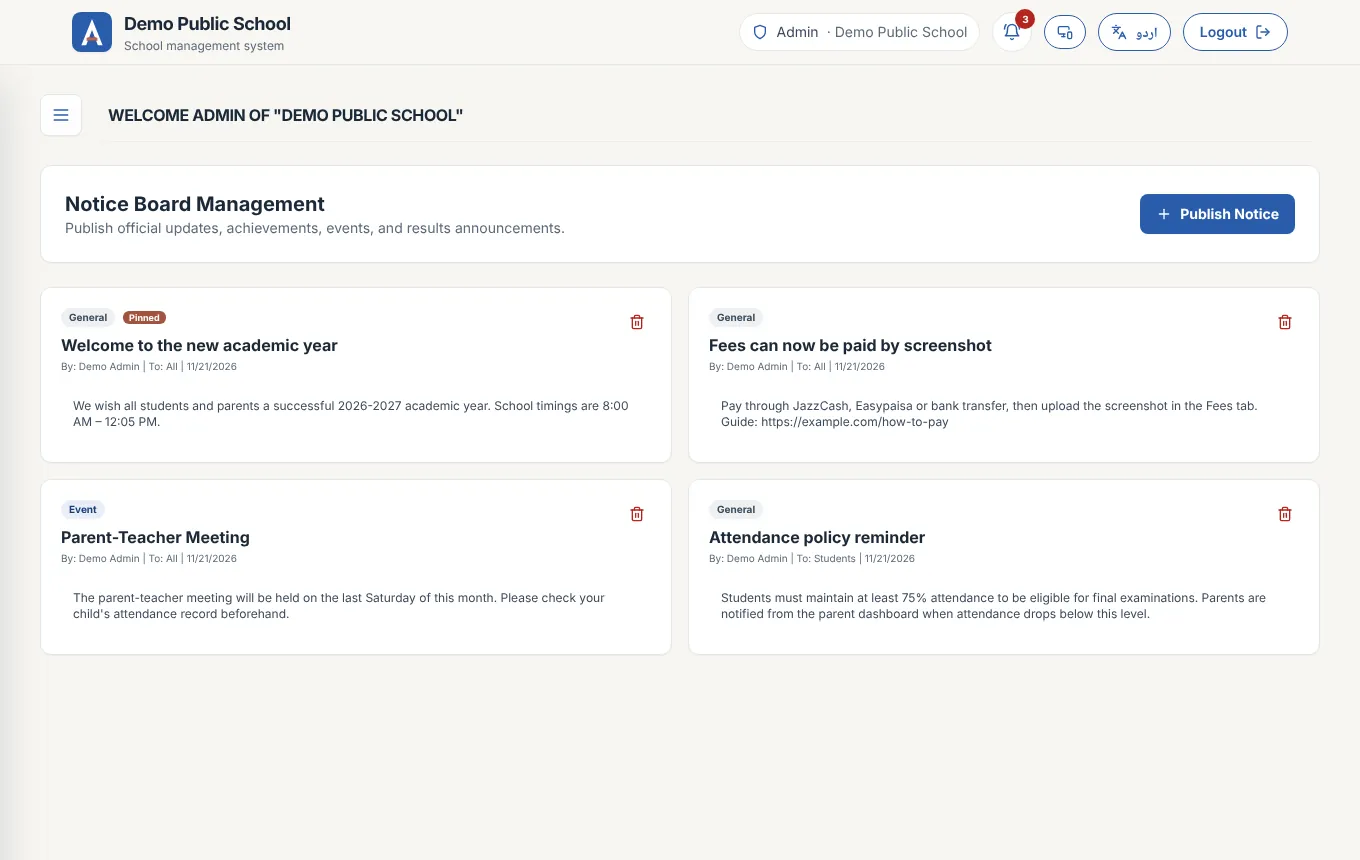 Demo Public School
School management system
Admin · Demo Public School
3
اردو
Logout
WELCOME ADMIN OF "DEMO PUBLIC SCHOOL"
Notice Board Management
Publish official updates, achievements, events, and results announcements.
+ Publish Notice
General
Pinned
Welcome to the new academic year
By: Demo Admin | To: All | 11/21/2026
We wish all students and parents a successful 2026-2027 academic year. School timings are 8:00
AM – 12:05 PM.
General
Fees can now be paid by screenshot
By: Demo Admin | To: All | 11/21/2026
Pay through JazzCash, Easypaisa or bank transfer, then upload the screenshot in the Fees tab.
Guide: https://example.com/how-to-pay
Event
Parent-Teacher Meeting
By: Demo Admin | To: All | 11/21/2026
The parent-teacher meeting will be held on the last Saturday of this month. Please check your
child's attendance record beforehand.
General
Attendance policy reminder
By: Demo Admin | To: Students | 11/21/2026
Students must maintain at least 75% attendance to be eligible for final examinations. Parents are
notified from the parent dashboard when attendance drops below this level.